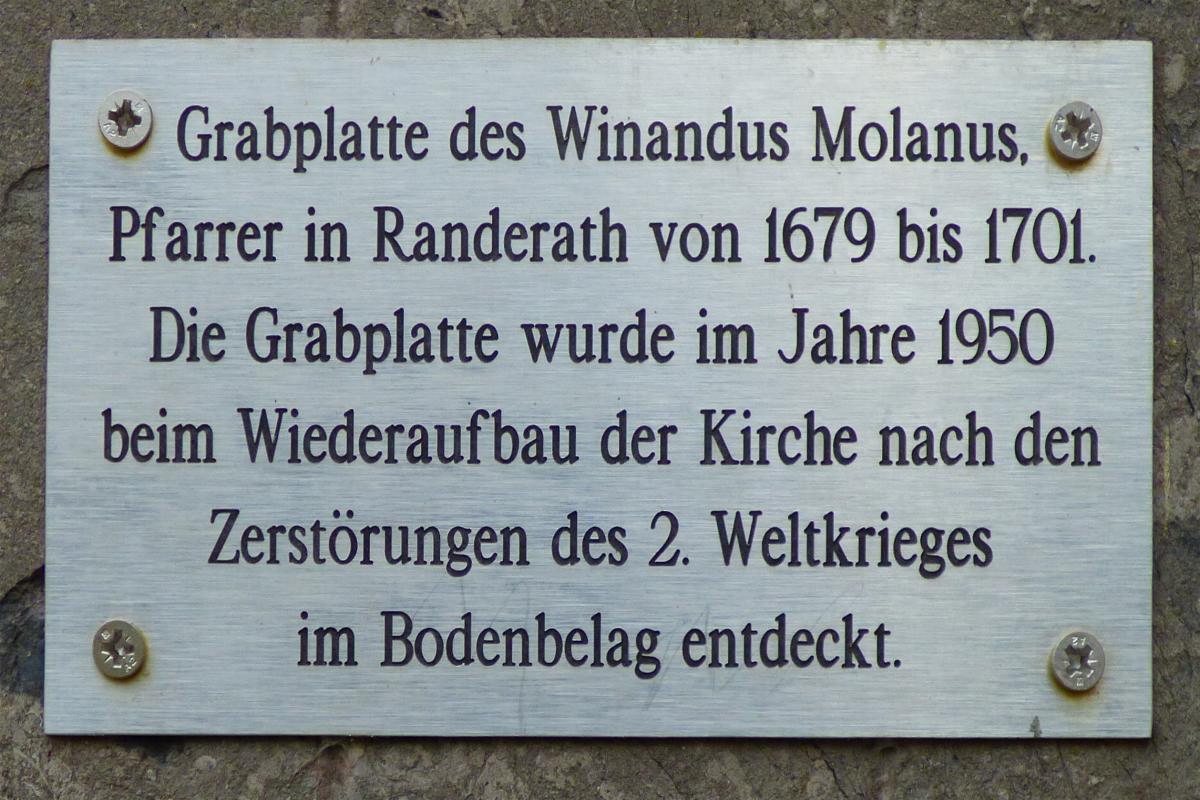 Grabplatte des Winandus Molanus,
Pfarrer in Randerath von 1679 bis 1701.
Die Grabplatte wurde im Jahre 1950
beim Wiederaufbau der Kirche nach den
Zerstörungen des 2. Weltkrieges
im Bodenbelag entdeckt.